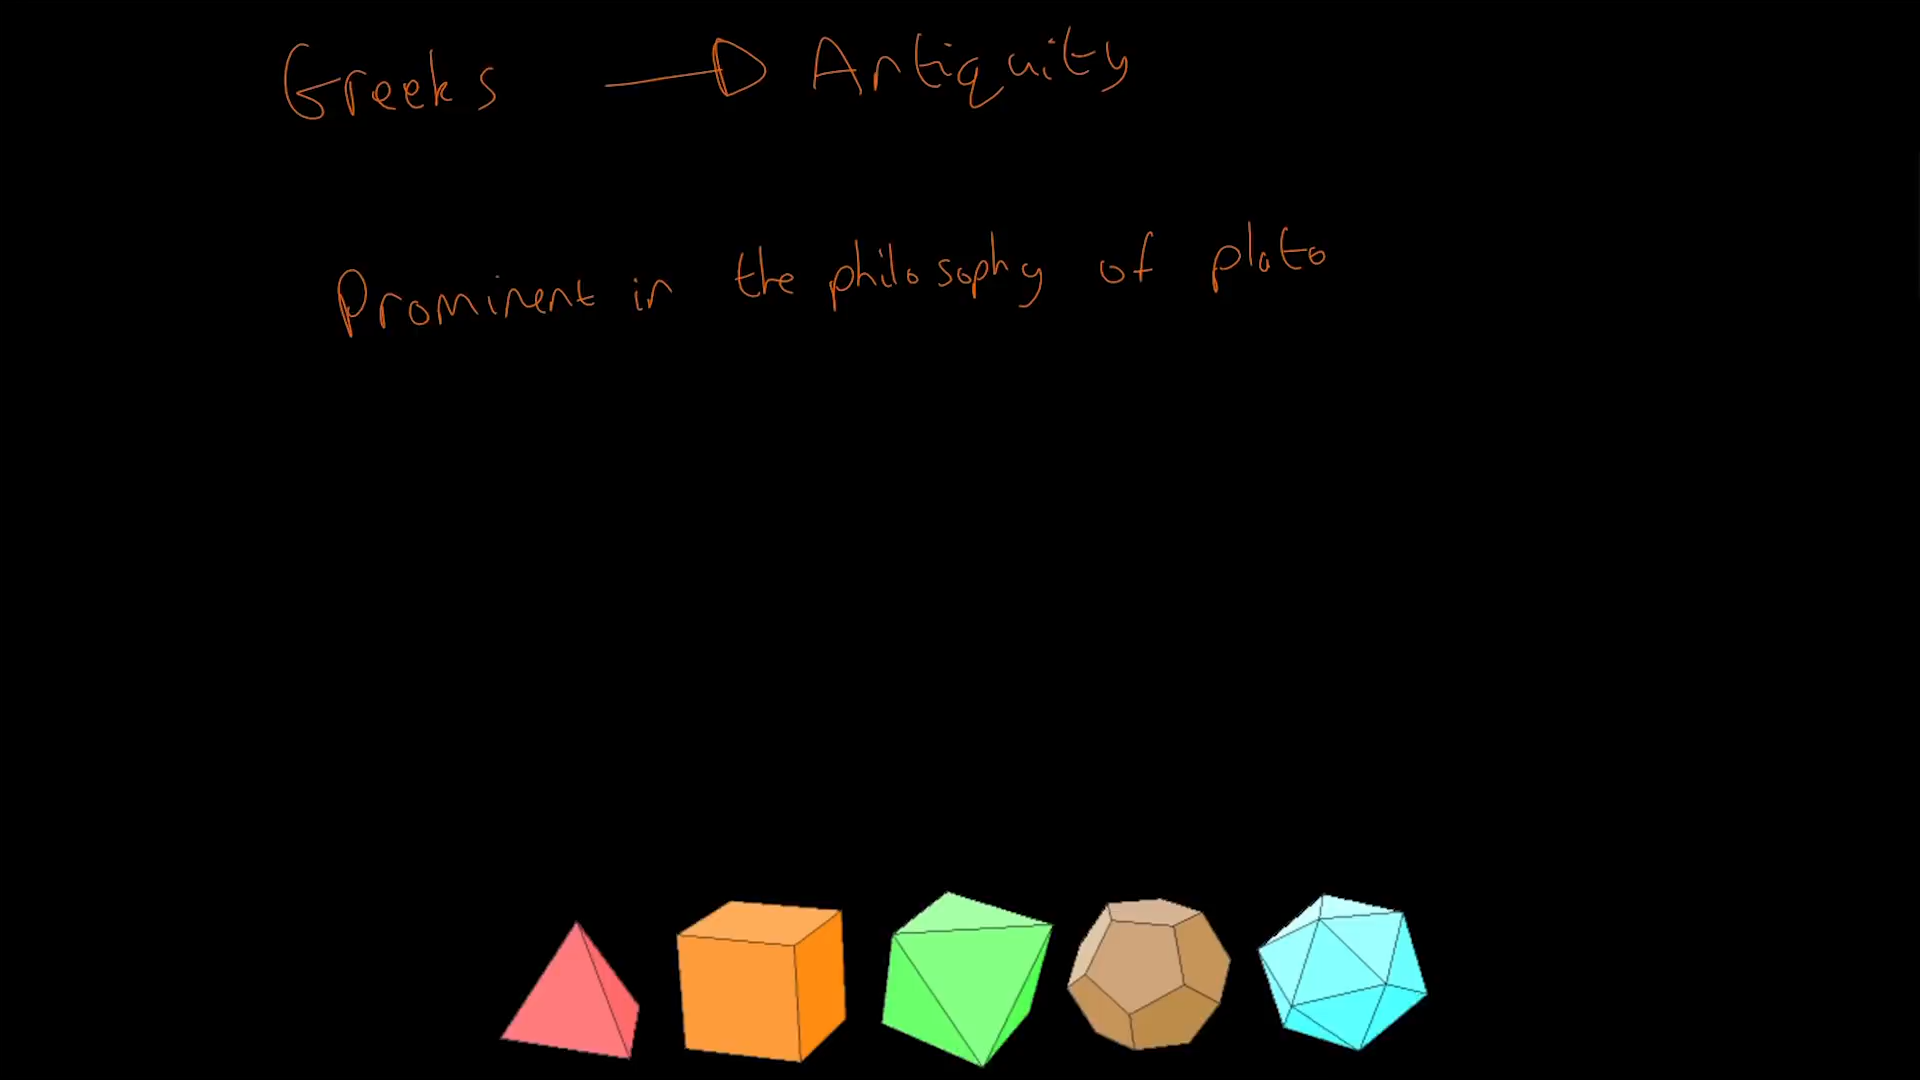 Greeks → Antiquity
Prominent in the philosophy of plato